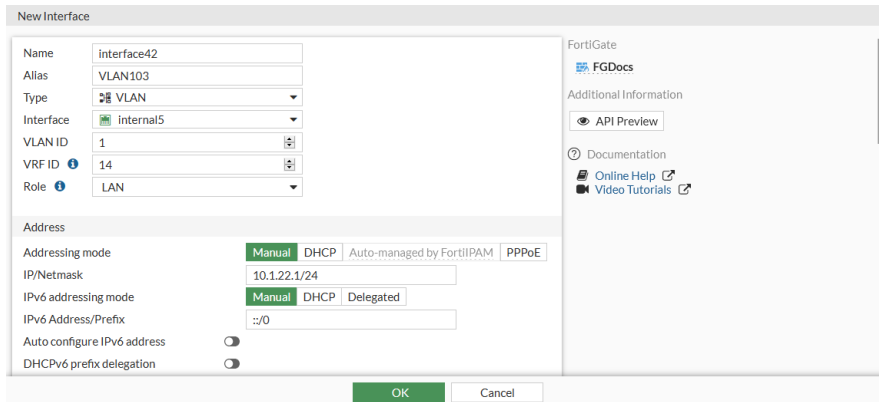 New Interface
Name interface42
Alias VLAN103
Type VLAN
Interface internal5
VLAN ID 1
VRF ID 14
Role LAN
Address
Addressing mode Manual DHCP Auto-managed by FortiIPAM PPPoE
IP/Netmask 10.1.22.1/24
IPv6 addressing mode Manual DHCP Delegated
IPv6 Address/Prefix ::/0
Auto configure IPv6 address
DHCPv6 prefix delegation
FortiGate
FGDocs
Additional Information
API Preview
Documentation
Online Help
Video Tutorials
OK Cancel